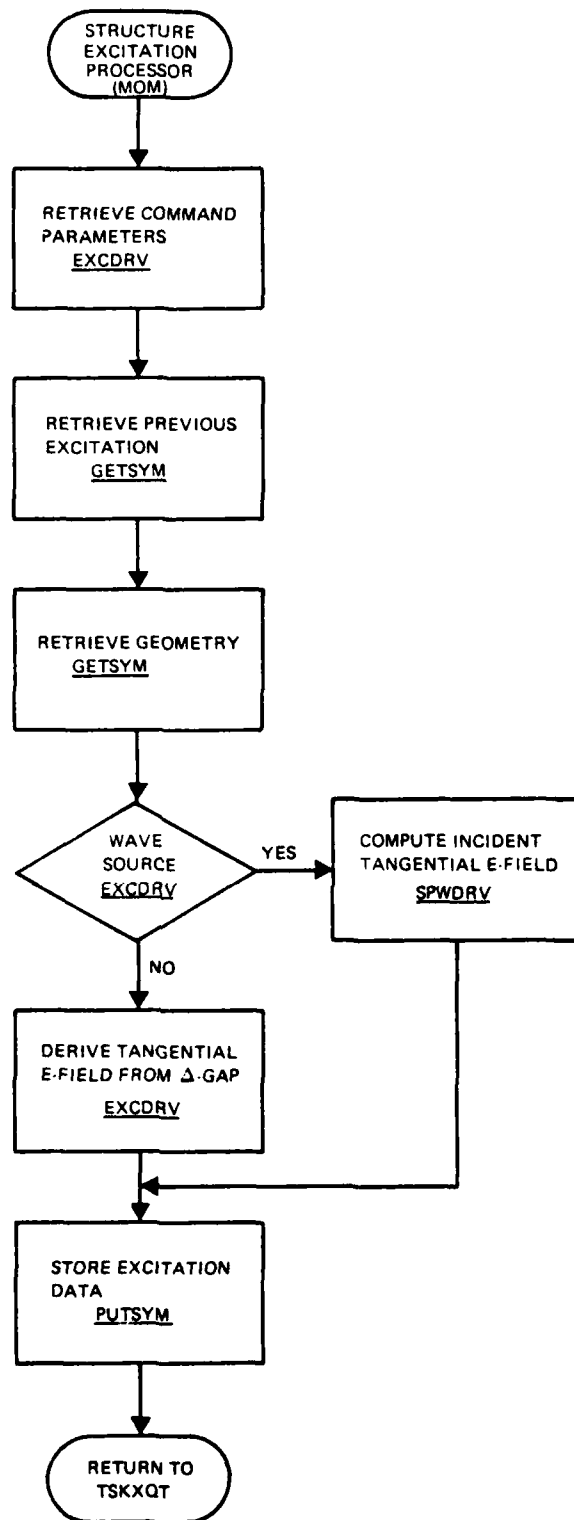 STRUCTURE
EXCITATION
PROCESSOR
(MOM)
RETRIEVE COMMAND
PARAMETERS
EXCDRV
RETRIEVE PREVIOUS
EXCITATION
GETSYM
RETRIEVE GEOMETRY
GETSYM
WAVE
SOURCE
EXCDRV
YES
COMPUTE INCIDENT
TANGENTIAL E-FIELD
SPWDRV
NO
DERIVE TANGENTIAL
E-FIELD FROM Δ-GAP
EXCDRV
STORE EXCITATION
DATA
PUTSYM
RETURN TO
TSKXQT